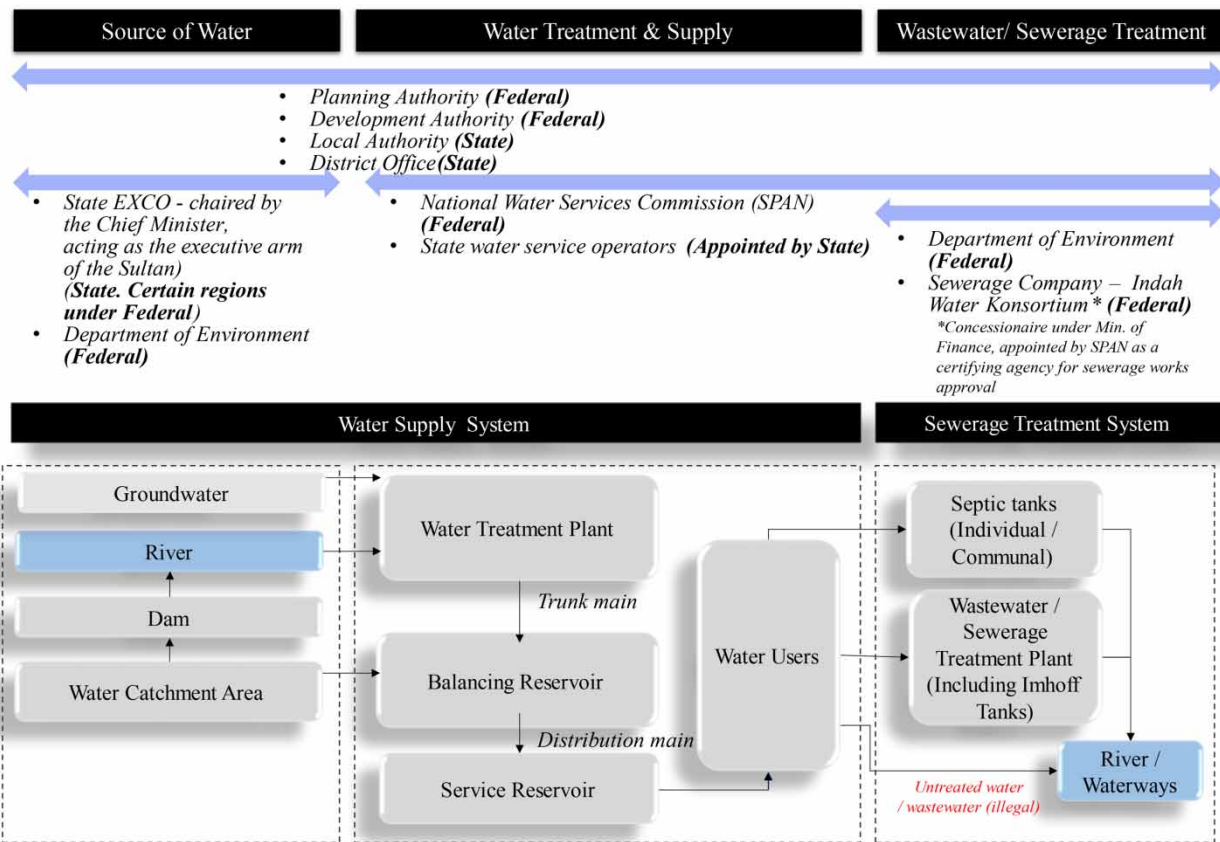 Source of Water
Water Treatment & Supply
Wastewater/ Sewerage Treatment
• Planning Authority (Federal)
• Development Authority (Federal)
• Local Authority (State)
• District Office(State)
• State EXCO - chaired by
the Chief Minister,
acting as the executive arm
of the Sultan)
(State. Certain regions
under Federal)
• Department of Environment
(Federal)
• National Water Services Commission (SPAN)
(Federal)
• State water service operators (Appointed by State)
• Department of Environment
(Federal)
• Sewerage Company – Indah
Water Konsortium* (Federal)
*Concessionaire under Min. of
Finance, appointed by SPAN as a
certifying agency for sewerage works
approval
Water Supply System
Sewerage Treatment System
Groundwater
River
Dam
Water Catchment Area
Water Treatment Plant
Trunk main
Balancing Reservoir
Distribution main
Service Reservoir
Water Users
Septic tanks
(Individual /
Communal)
Wastewater /
Sewerage
Treatment Plant
(Including Imhoff
Tanks)
River /
Waterways
Untreated water
/ wastewater (illegal)